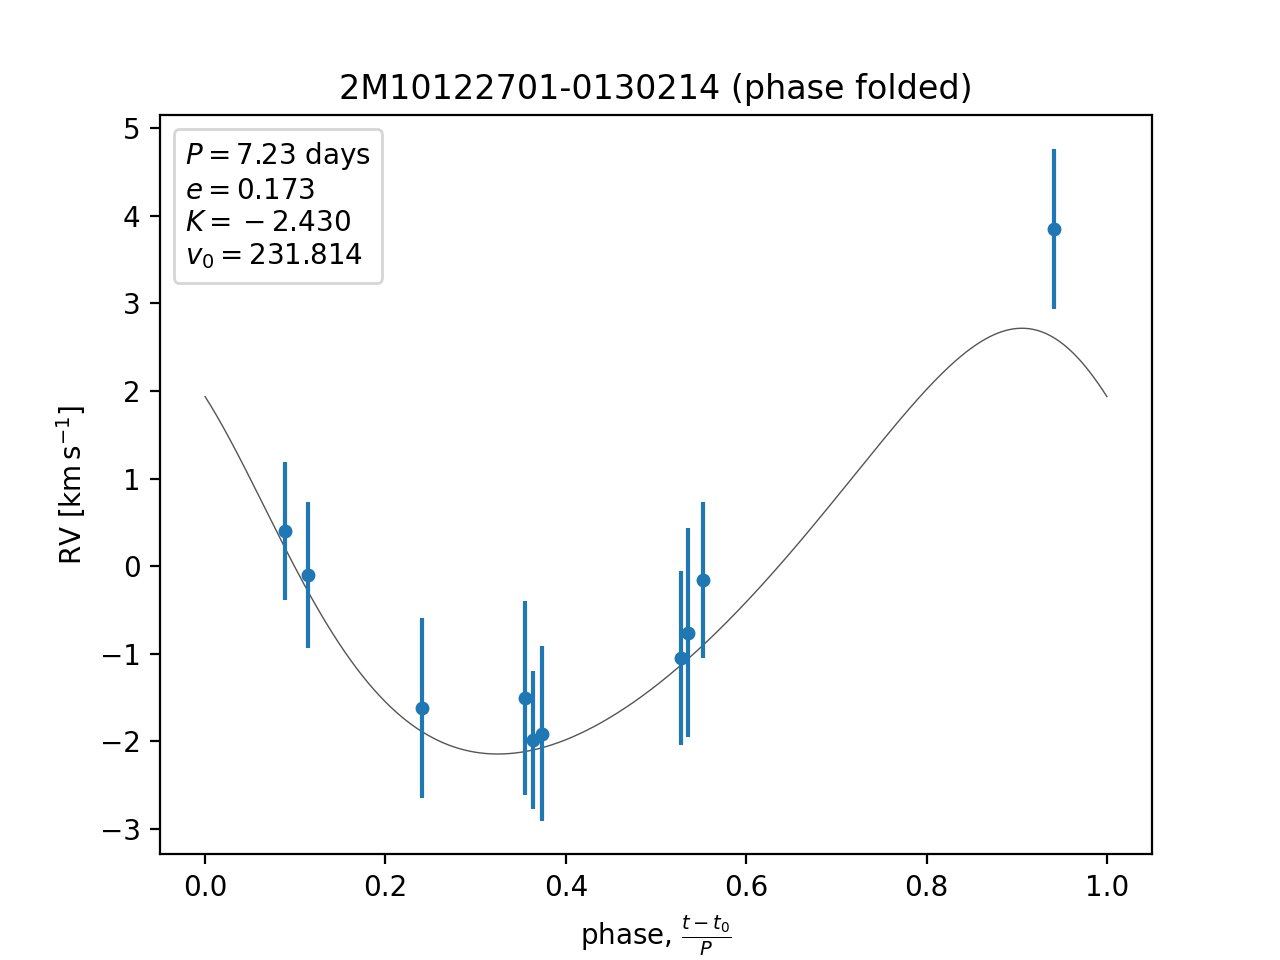 2M10122701-0130214 (phase folded)
P = 7.23 days
e = 0.173
K = −2.430
v₀ = 231.814
5
4
3
2
1
0
−1
−2
−3
RV [km s⁻¹]
0.0 0.2 0.4 0.6 0.8 1.0
phase, (t − t₀)/P